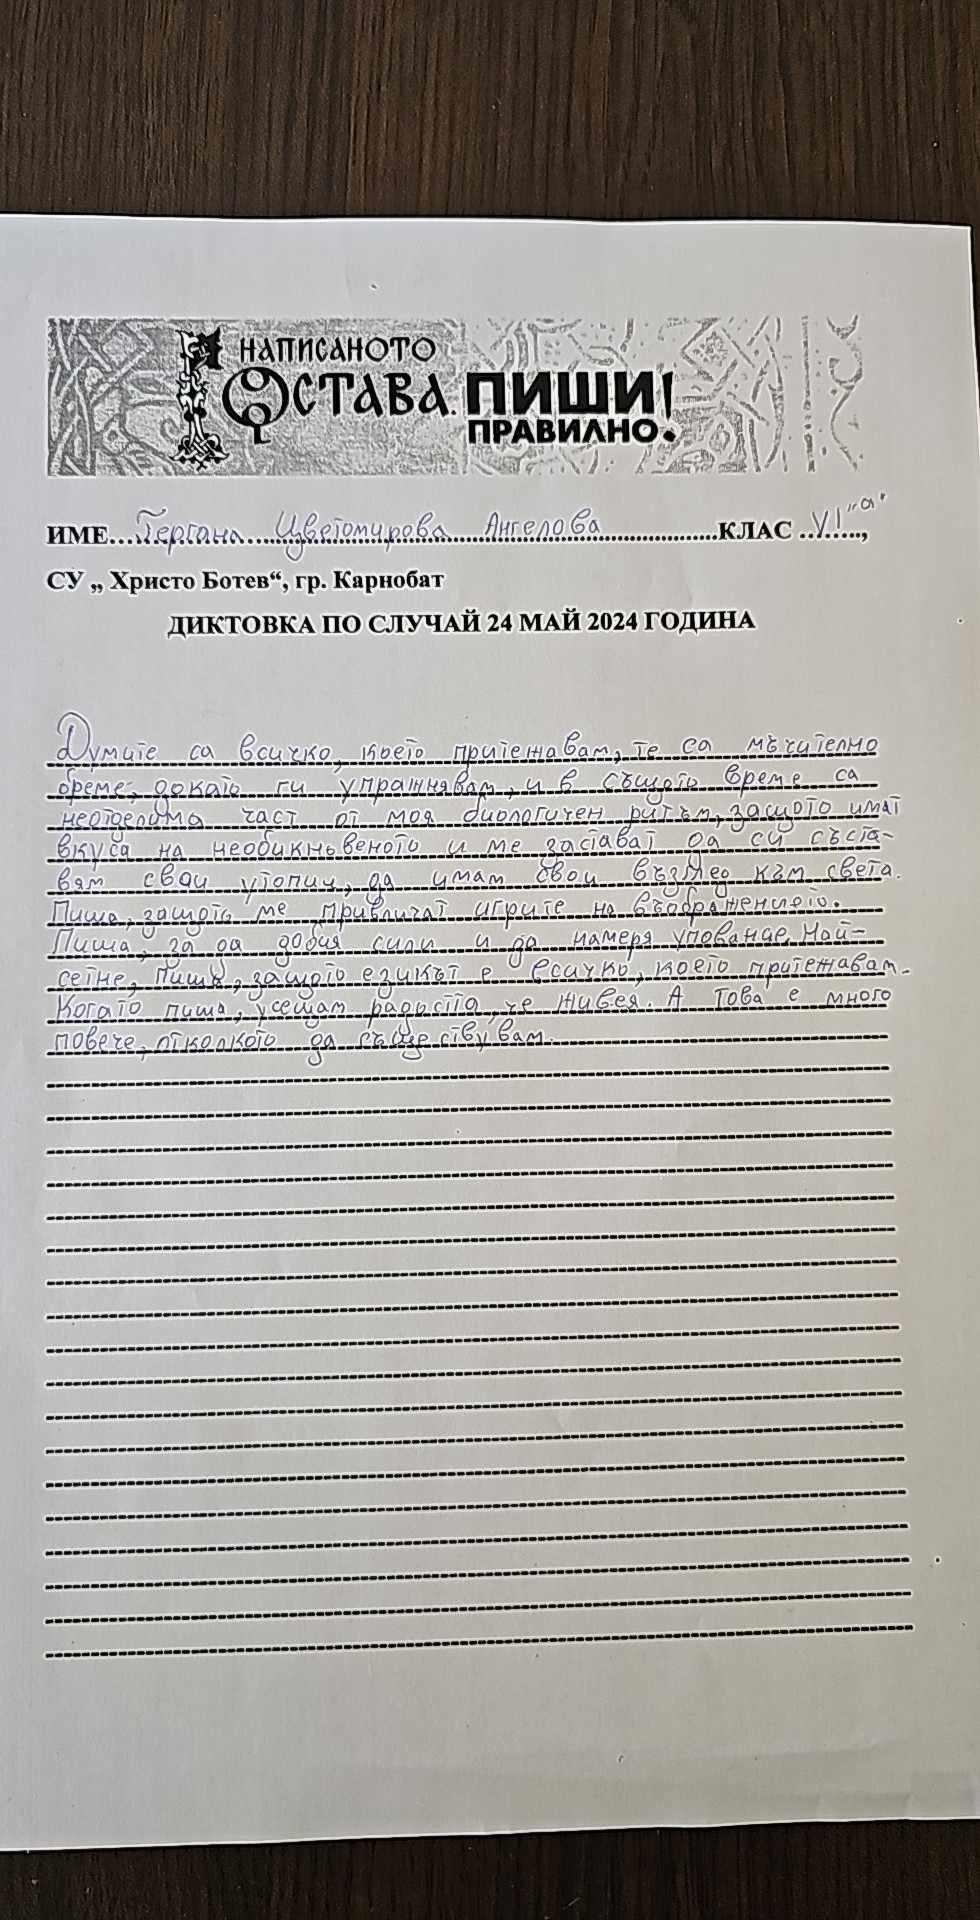 НАПИСАНОТО
ОСТАВА. ПИШИ
ПРАВИЛНО!
ИМЕ....Гергана Цветомирова Ангелова........КЛАС ..VI "а"..,
СУ „ Христо Ботев“, гр. Карнобат
ДИКТОВКА ПО СЛУЧАЙ 24 МАЙ 2024 ГОДИНА
Думите са всичко, което притежавам, те са мъчително
бреме, докато ги упражнявам, и в същото време са
неотделима част от моя биологичен ритъм, защото имат
вкуса на необикновеното и ме заставят да си съста-
вям свои утопии, да имам свои възглед към света.
Пиша, защото ме привличат игрите на въображението.
Пиша, за да добия сили и да намеря упование. Най-
сетне, пиша, защото езикът е всичко, което притежавам.
Когато пиша, усещам радостта, че живея. А това е много
повече, отколкото да съществувам.